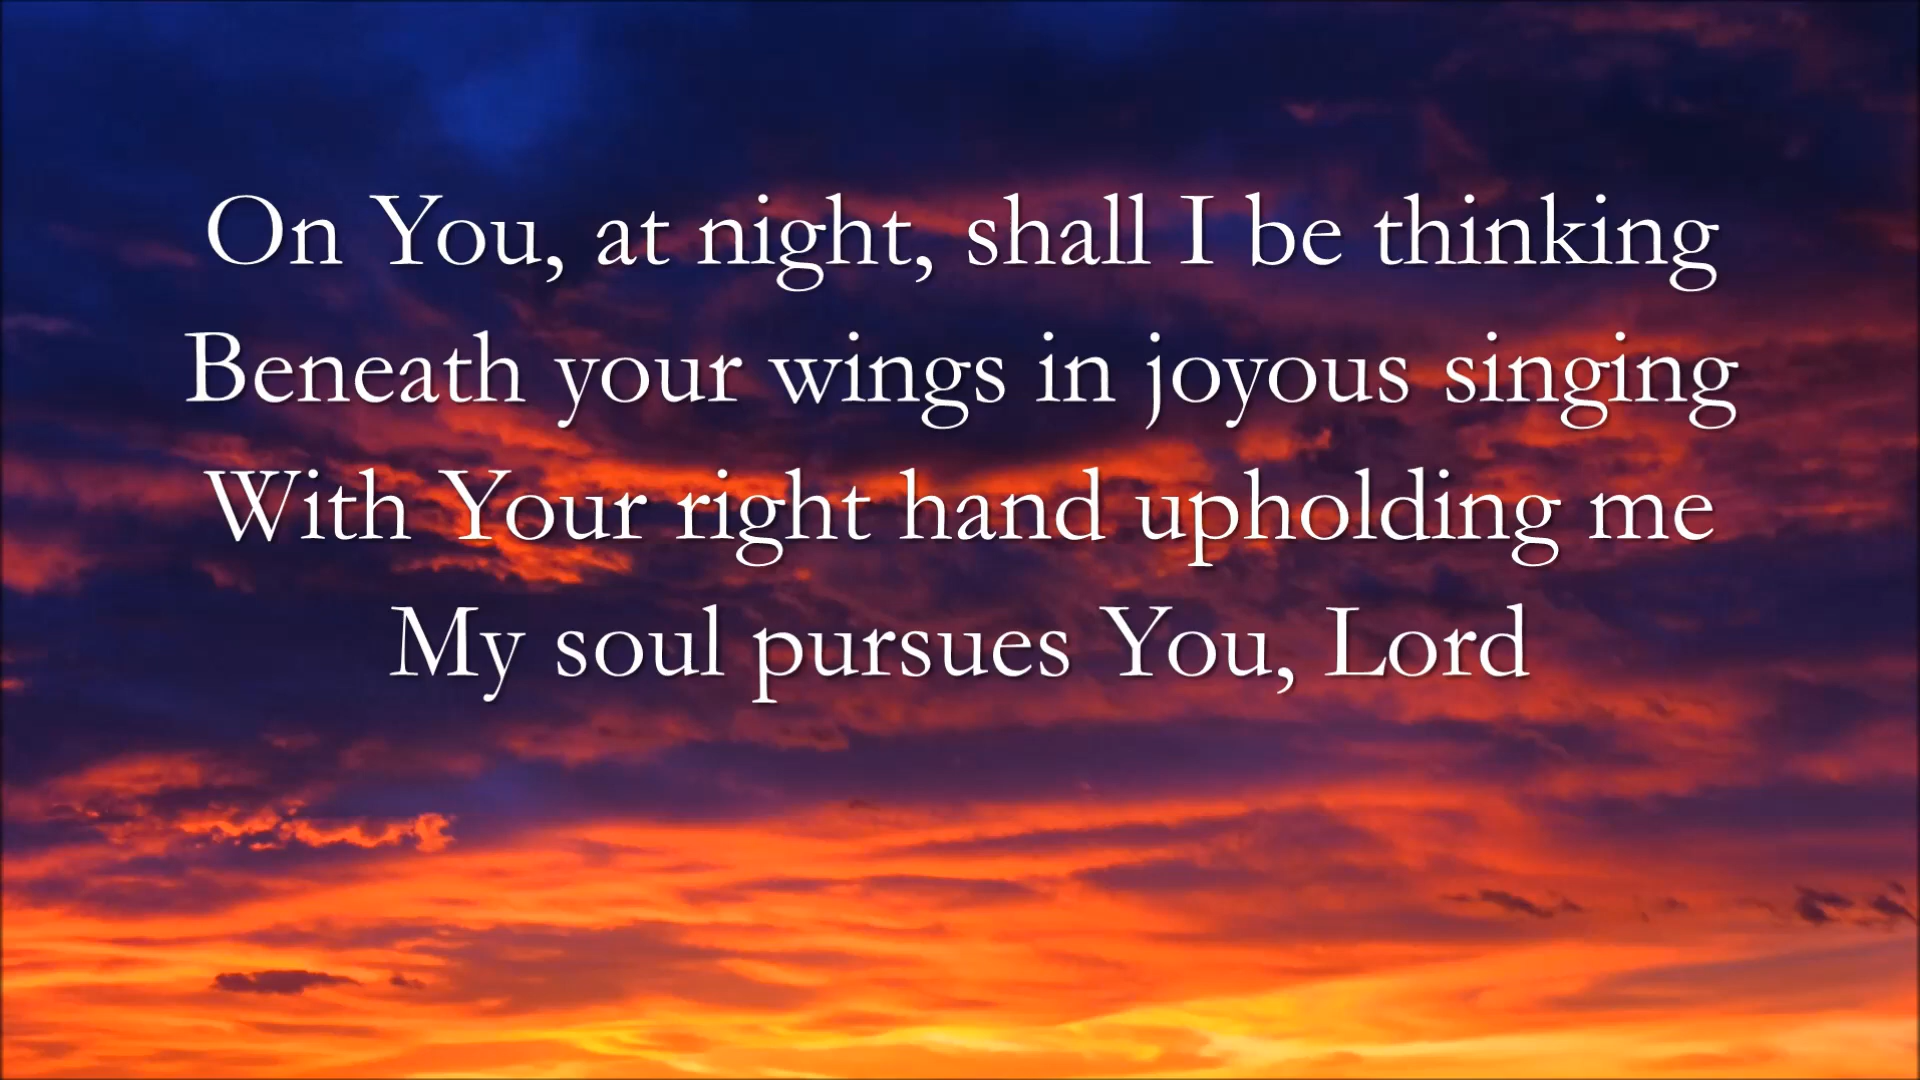 On You, at night, shall I be thinking
Beneath your wings in joyous singing
With Your right hand upholding me
My soul pursues You, Lord